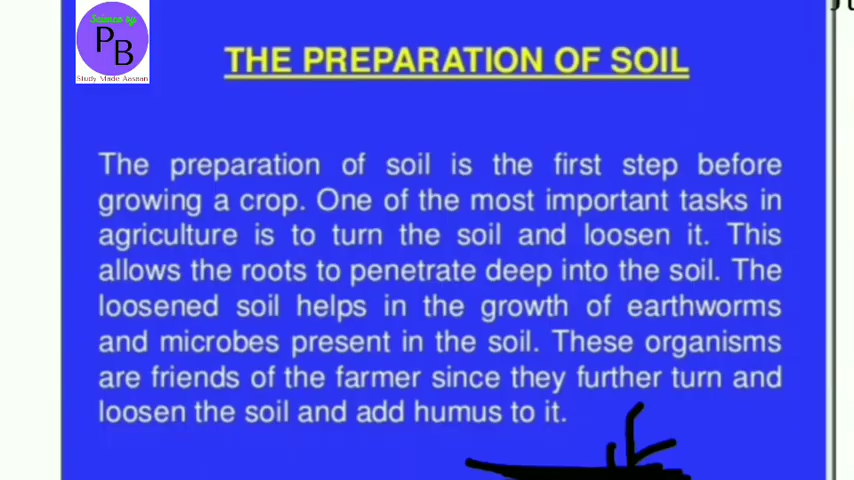 Science by
PB
Study Made Aasaan
THE PREPARATION OF SOIL
The preparation of soil is the first step before
growing a crop. One of the most important tasks in
agriculture is to turn the soil and loosen it. This
allows the roots to penetrate deep into the soil. The
loosened soil helps in the growth of earthworms
and microbes present in the soil. These organisms
are friends of the farmer since they further turn and
loosen the soil and add humus to it.